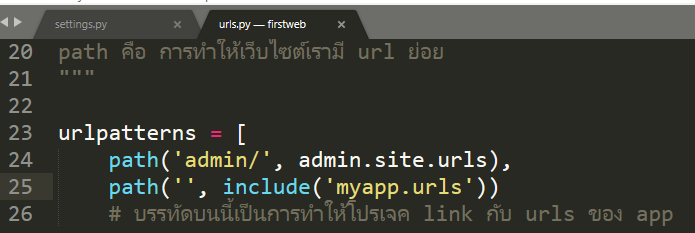 settings.py × urls.py — firstweb ×
20 path คือ การทำให้เว็บไซต์เรามี url ย่อย
21 """
22
23 urlpatterns = [
24 path('admin/', admin.site.urls),
25 path('', include('myapp.urls'))
26 # บรรทัดบนนี้เป็นการทำให้โปรเจค link กับ urls ของ app